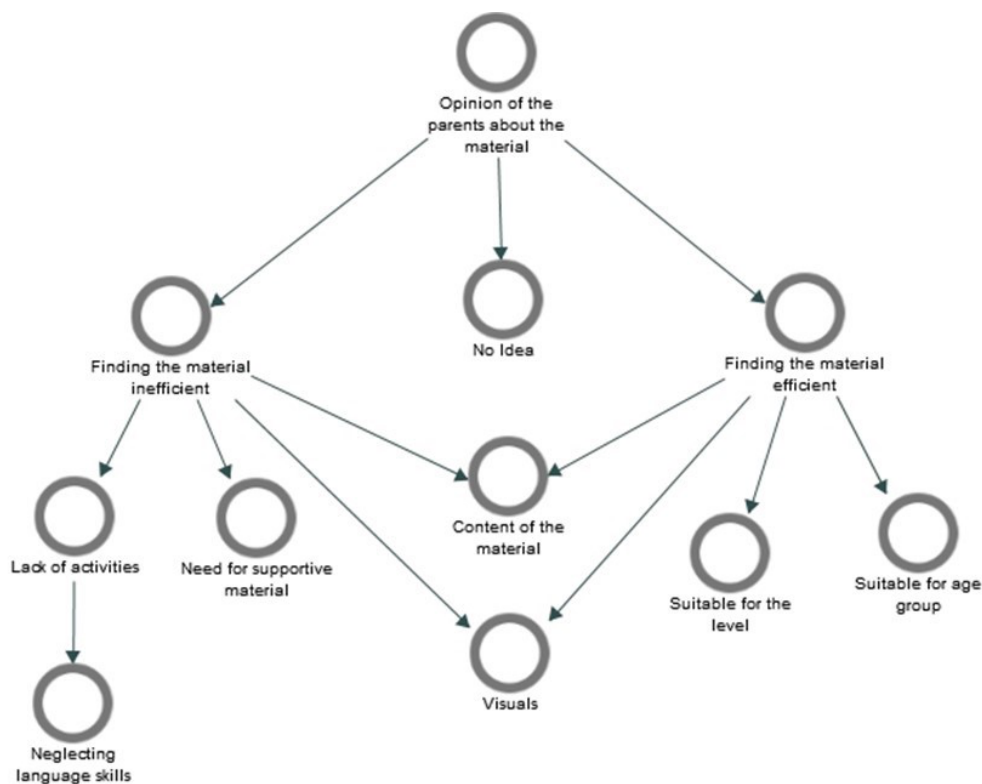 Opinion of the
parents about the
material
No Idea
Finding the material
inefficient
Finding the material
efficient
Content of the
material
Lack of activities
Need for supportive
material
Suitable for the
level
Suitable for age
group
Visuals
Neglecting
language skills